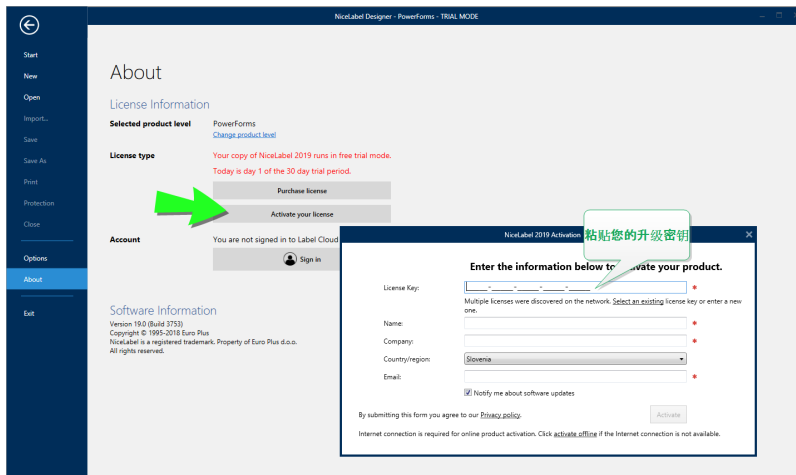 NiceLabel Designer - PowerForms - TRIAL MODE
Start
New
Open
Import...
Save
Save As
Print
Protection
Close
Options
About
Exit
About
License Information
Selected product level PowerForms
Change product level
License type Your copy of NiceLabel 2019 runs in free trial mode.
Today is day 1 of the 30 day trial period.
Purchase license
Activate your license
Account You are not signed in to Label Cloud
Sign in
Software Information
Version 19.0 (Build 3753)
Copyright © 1995-2018 Euro Plus
NiceLabel is a registered trademark. Property of Euro Plus d.o.o.
All rights reserved.
NiceLabel 2019 Activation
粘贴您的升级密钥
Enter the information below to activate your product.
License Key: _____-_____-_____-_____-_____ *
Multiple licenses were discovered on the network. Select an existing license key or enter a new
one.
Name: *
Company: *
Country/region: Slovenia
Email: *
Notify me about software updates
By submitting this form you agree to our Privacy policy. Activate
Internet connection is required for online product activation. Click activate offline if the Internet connection is not available.